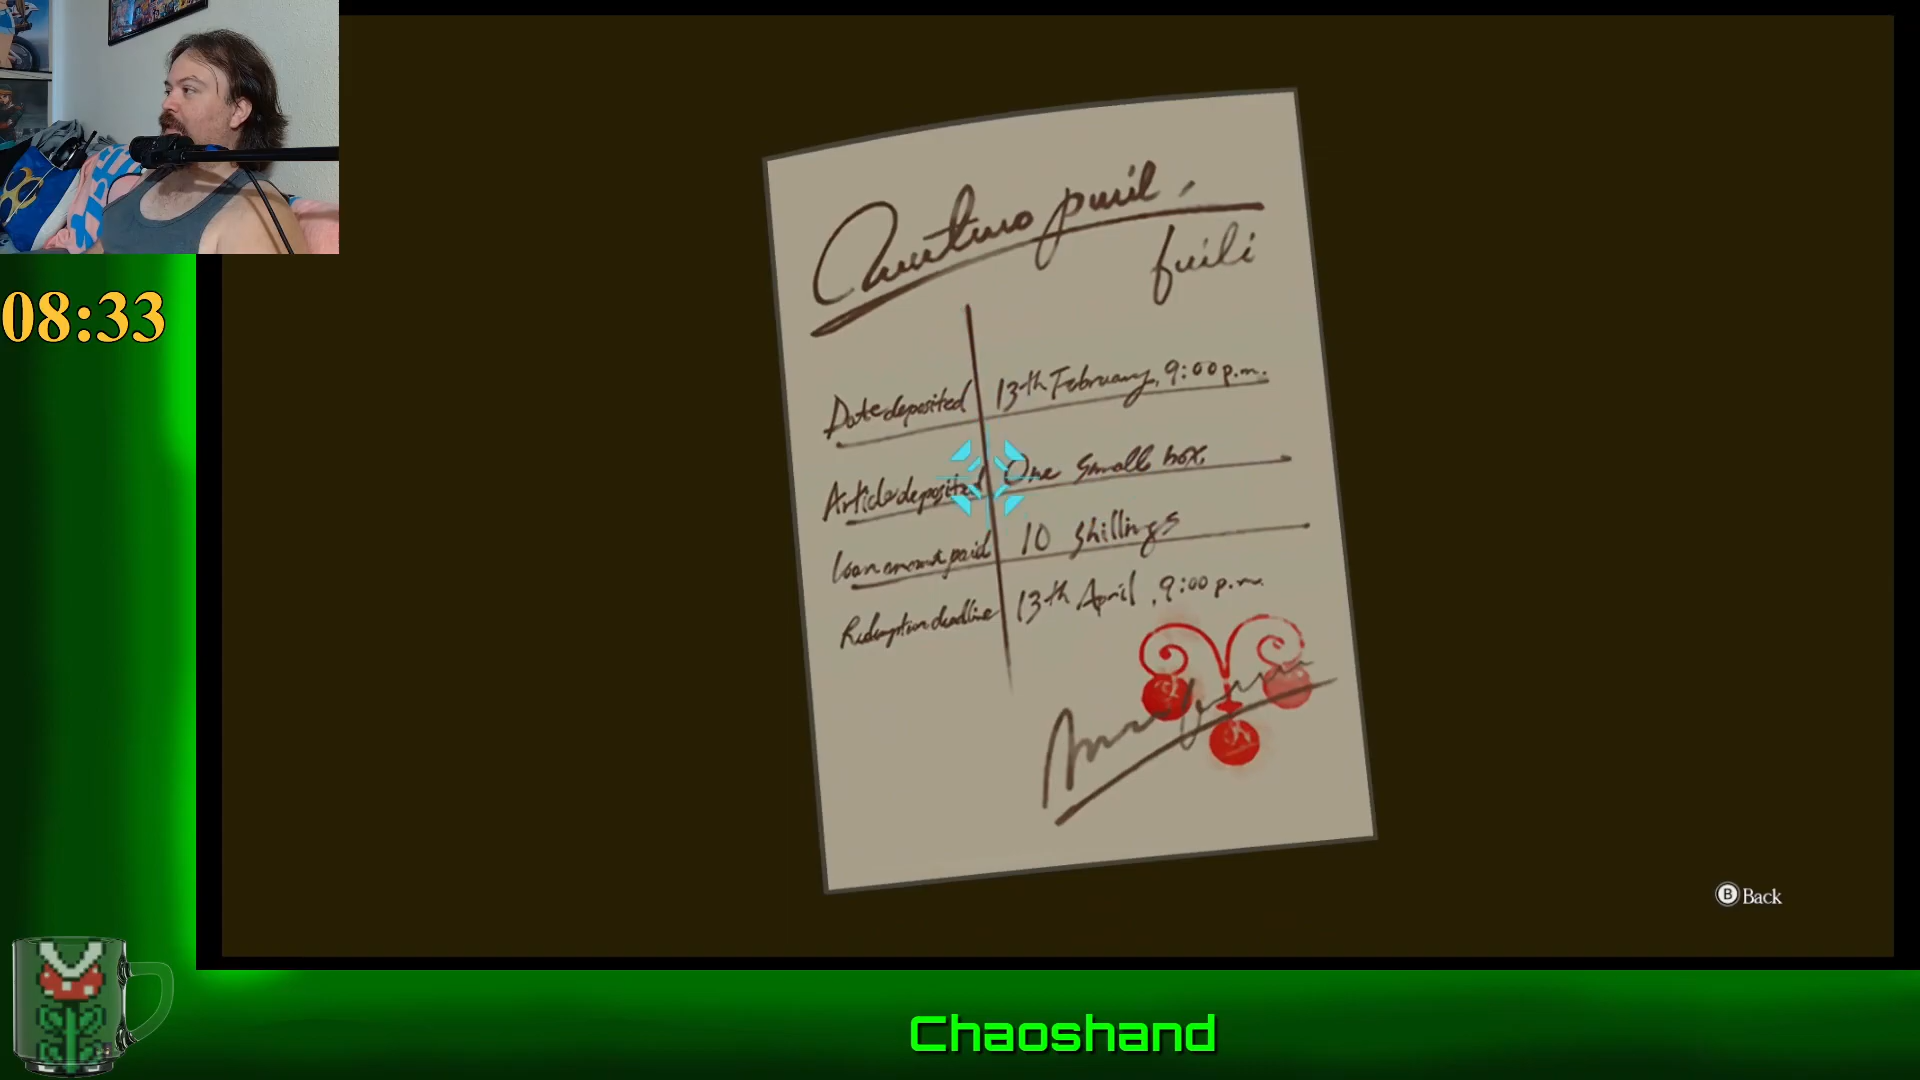 08:33
Date deposited 13th February, 9:00 p.m.
Article deposited One small box.
Loan amount paid 10 shillings
Redemption deadline 13th April, 9:00 p.m.
B Back
Chaoshand